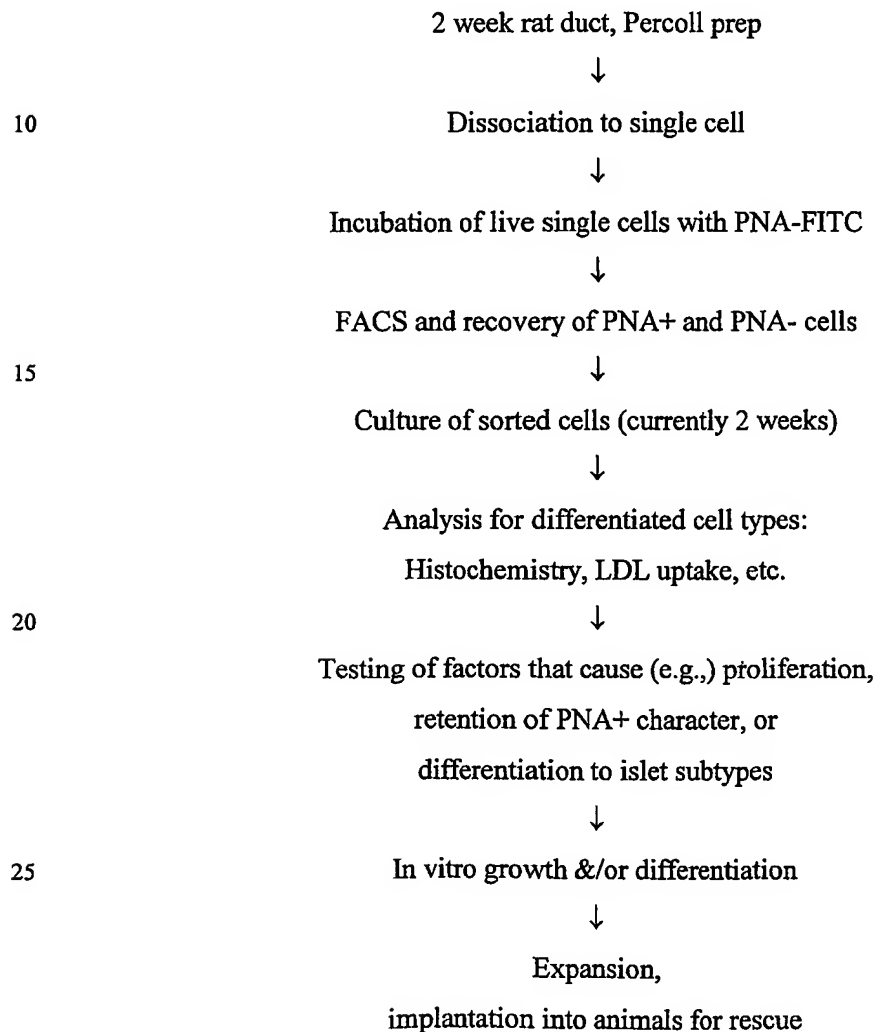 2 week rat duct, Percoll prep
↓
10 Dissociation to single cell
↓
Incubation of live single cells with PNA-FITC
↓
FACS and recovery of PNA+ and PNA- cells
15 ↓
Culture of sorted cells (currently 2 weeks)
↓
Analysis for differentiated cell types:
Histochemistry, LDL uptake, etc.
20 ↓
Testing of factors that cause (e.g.,) proliferation,
retention of PNA+ character, or
differentiation to islet subtypes
↓
25 In vitro growth &/or differentiation
↓
Expansion,
implantation into animals for rescue